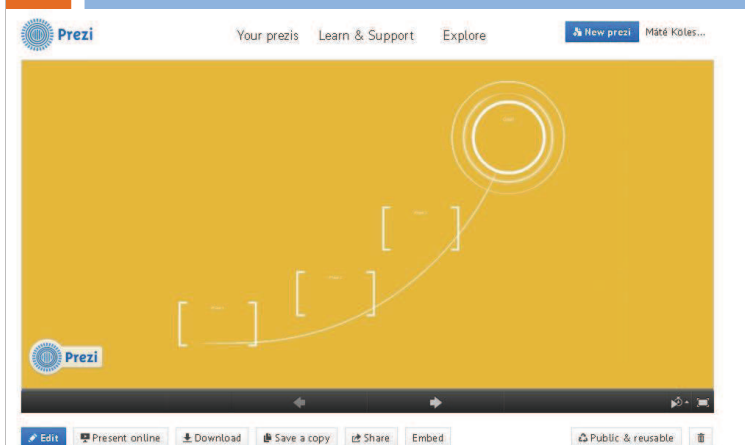 Prezi
Your prezis Learn & Support Explore
New prezi Máté Köles...
Prezi
Edit Present online Download Save a copy Share Embed Public & reusable